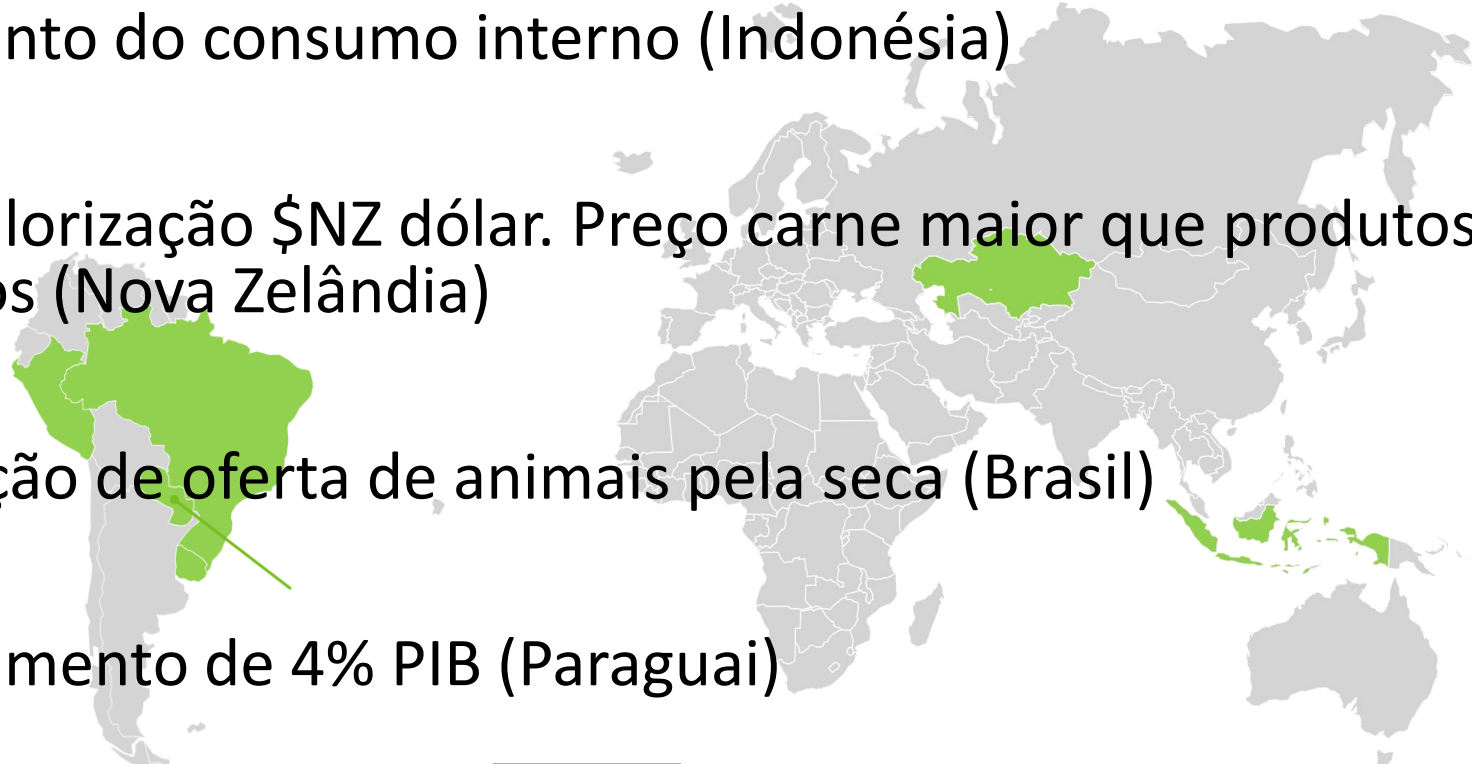 nto do consumo interno (Indonésia)
lorização $NZ dólar. Preço carne maior que produtos
os (Nova Zelândia)
ção de oferta de animais pela seca (Brasil)
mento de 4% PIB (Paraguai)